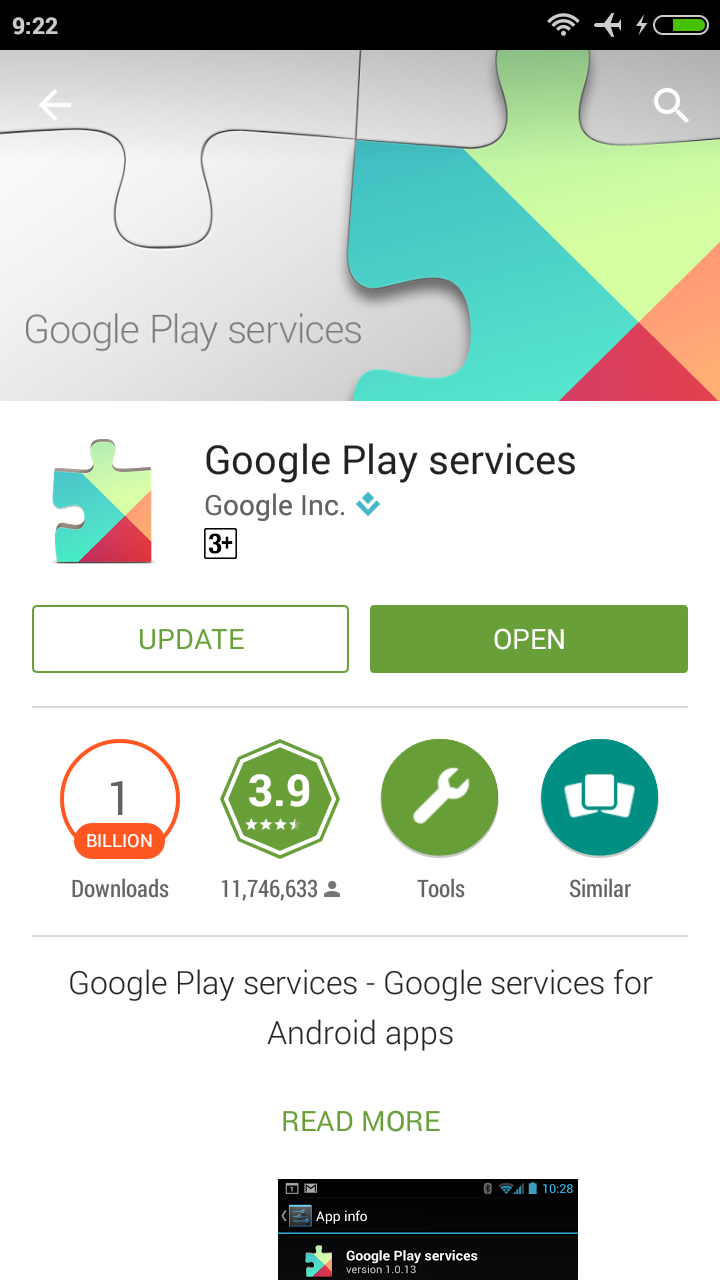 9:22
Google Play services
Google Play services
Google Inc.
3+
UPDATE
OPEN
1
BILLION
3.9
Downloads
11,746,633
Tools
Similar
Google Play services - Google services for
Android apps
READ MORE
1
10:28
App info
Google Play services
version 1.0.13